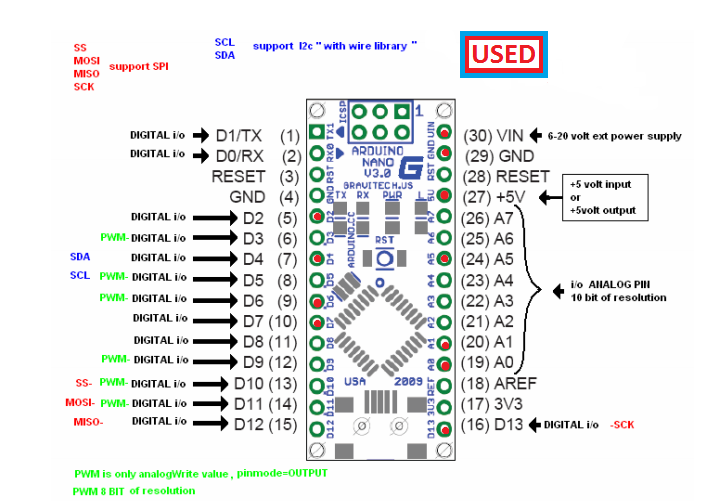 SS
MOSI
MISO
SCK
support SPI
SCL
SDA
support I2c " with wire library "
USED
ICSP
1
TX1
RX0
RST
GND
D2
D3
D4
D5
D6
D7
D8
D9
D10
D11
D12
VIN
GND
RST
5V
A7
A6
A5
A4
A3
A2
A1
A0
REF
3V3
D13
ARDUINO
NANO
V3.0
G
GRAVITECH.US
TX RX PWR L
ARDUINO.CC
RST
USA 2009
DIGITAL i/o D1/TX (1)
DIGITAL i/o D0/RX (2)
RESET (3)
GND (4)
DIGITAL i/o D2 (5)
PWM- DIGITAL i/o D3 (6)
SDA DIGITAL i/o D4 (7)
SCL PWM- DIGITAL i/o D5 (8)
PWM- DIGITAL i/o D6 (9)
DIGITAL i/o D7 (10)
DIGITAL i/o D8 (11)
PWM- DIGITAL i/o D9 (12)
SS- PWM- DIGITAL i/o D10 (13)
MOSI- PWM- DIGITAL i/o D11 (14)
MISO- DIGITAL i/o D12 (15)
(30) VIN 6-20 volt ext power supply
(29) GND
(28) RESET
(27) +5V
+5 volt input
or
+5volt output
(26) A7
(25) A6
(24) A5
(23) A4
(22) A3
(21) A2
(20) A1
(19) A0
i/o ANALOG PIN
10 bit of resolution
(18) AREF
(17) 3V3
(16) D13 DIGITAL i/o -SCK
PWM is only analogWrite value , pinmode=OUTPUT
PWM 8 BIT of resolution